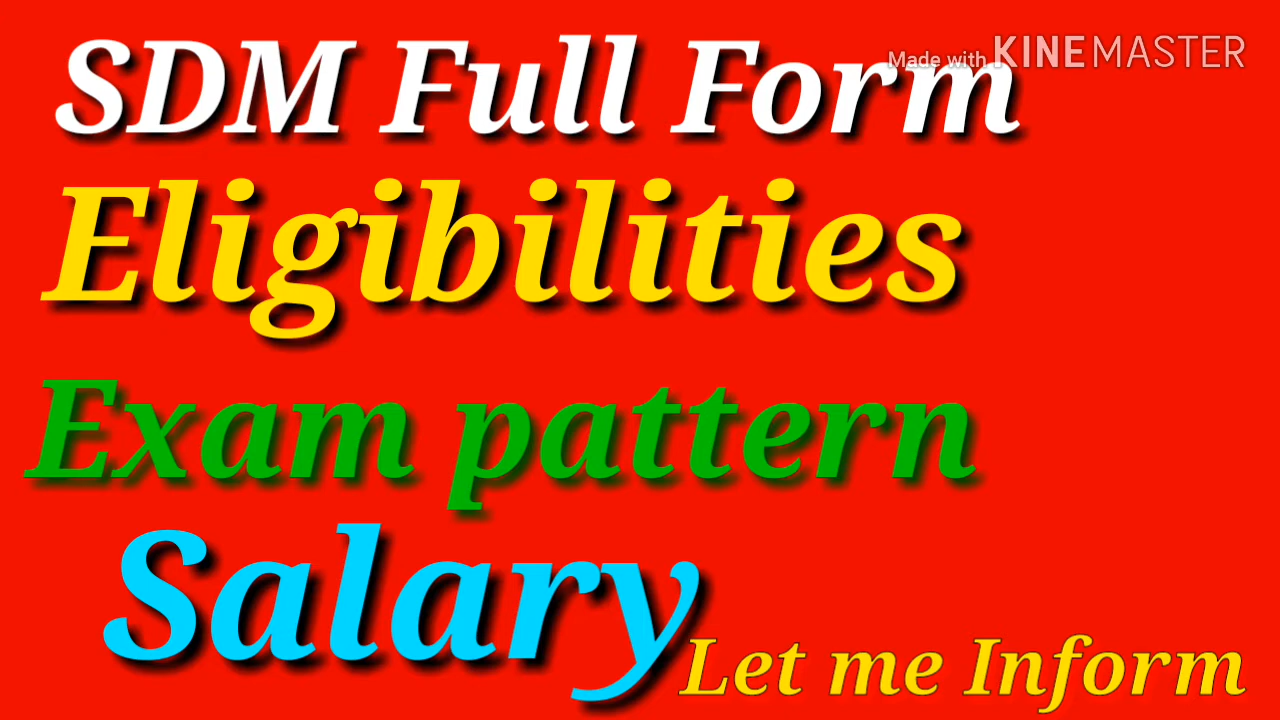 SDM Full Form
Made with KINEMASTER
Eligibilities
Exam pattern
Salary
Let me Inform